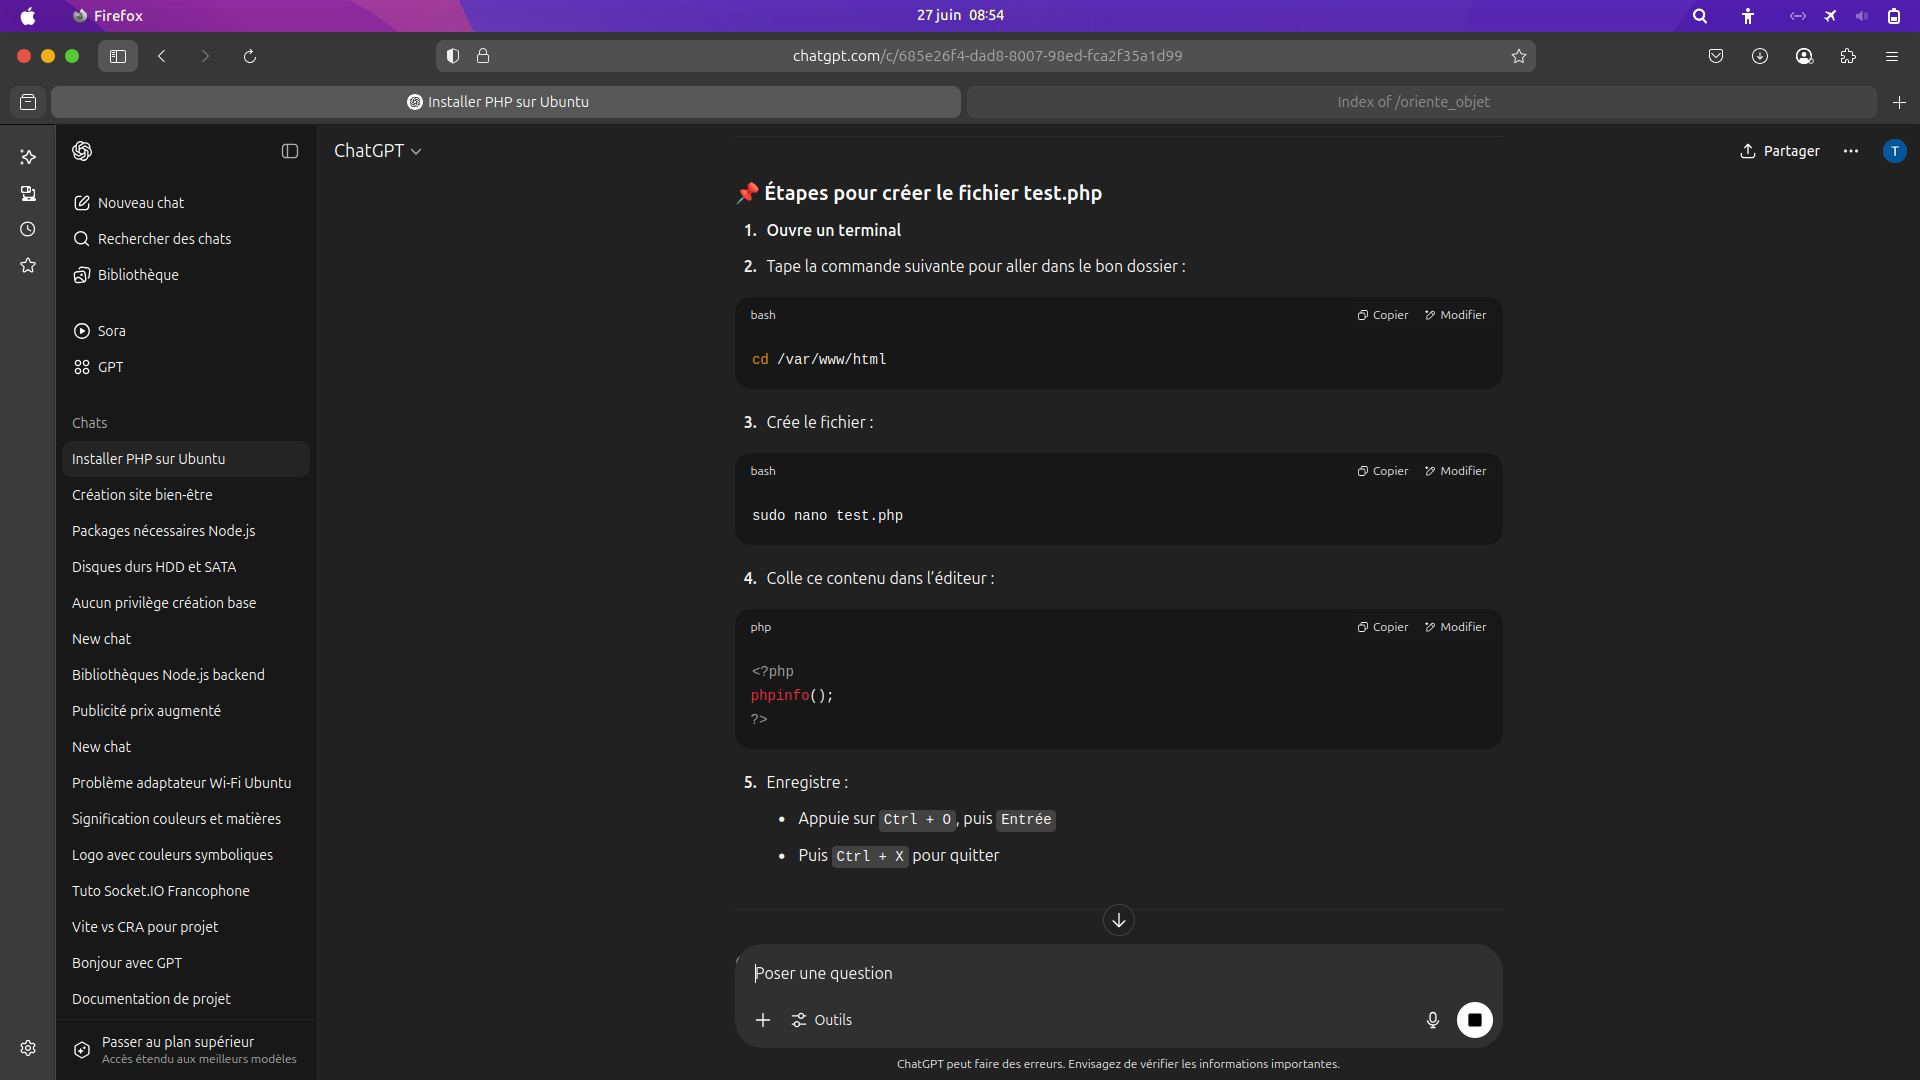 Firefox
27 juin 08:54
chatgpt.com/c/685e26f4-dad8-8007-98ed-fca2f35a1d99
Installer PHP sur Ubuntu
Index of /oriente_objet
ChatGPT
Partager
T
Nouveau chat
Rechercher des chats
Bibliothèque
Sora
GPT
Chats
Installer PHP sur Ubuntu
Création site bien-être
Packages nécessaires Node.js
Disques durs HDD et SATA
Aucun privilège création base
New chat
Bibliothèques Node.js backend
Publicité prix augmenté
New chat
Problème adaptateur Wi-Fi Ubuntu
Signification couleurs et matières
Logo avec couleurs symboliques
Tuto Socket.IO Francophone
Vite vs CRA pour projet
Bonjour avec GPT
Documentation de projet
Passer au plan supérieur
Accès étendu aux meilleurs modèles
📌 Étapes pour créer le fichier test.php
1. Ouvre un terminal
2. Tape la commande suivante pour aller dans le bon dossier :
bash Copier Modifier
cd /var/www/html
3. Crée le fichier :
bash Copier Modifier
sudo nano test.php
4. Colle ce contenu dans l’éditeur :
php Copier Modifier
<?php
phpinfo();
?>
5. Enregistre :
• Appuie sur Ctrl + O, puis Entrée
• Puis Ctrl + X pour quitter
Poser une question
Outils
ChatGPT peut faire des erreurs. Envisagez de vérifier les informations importantes.